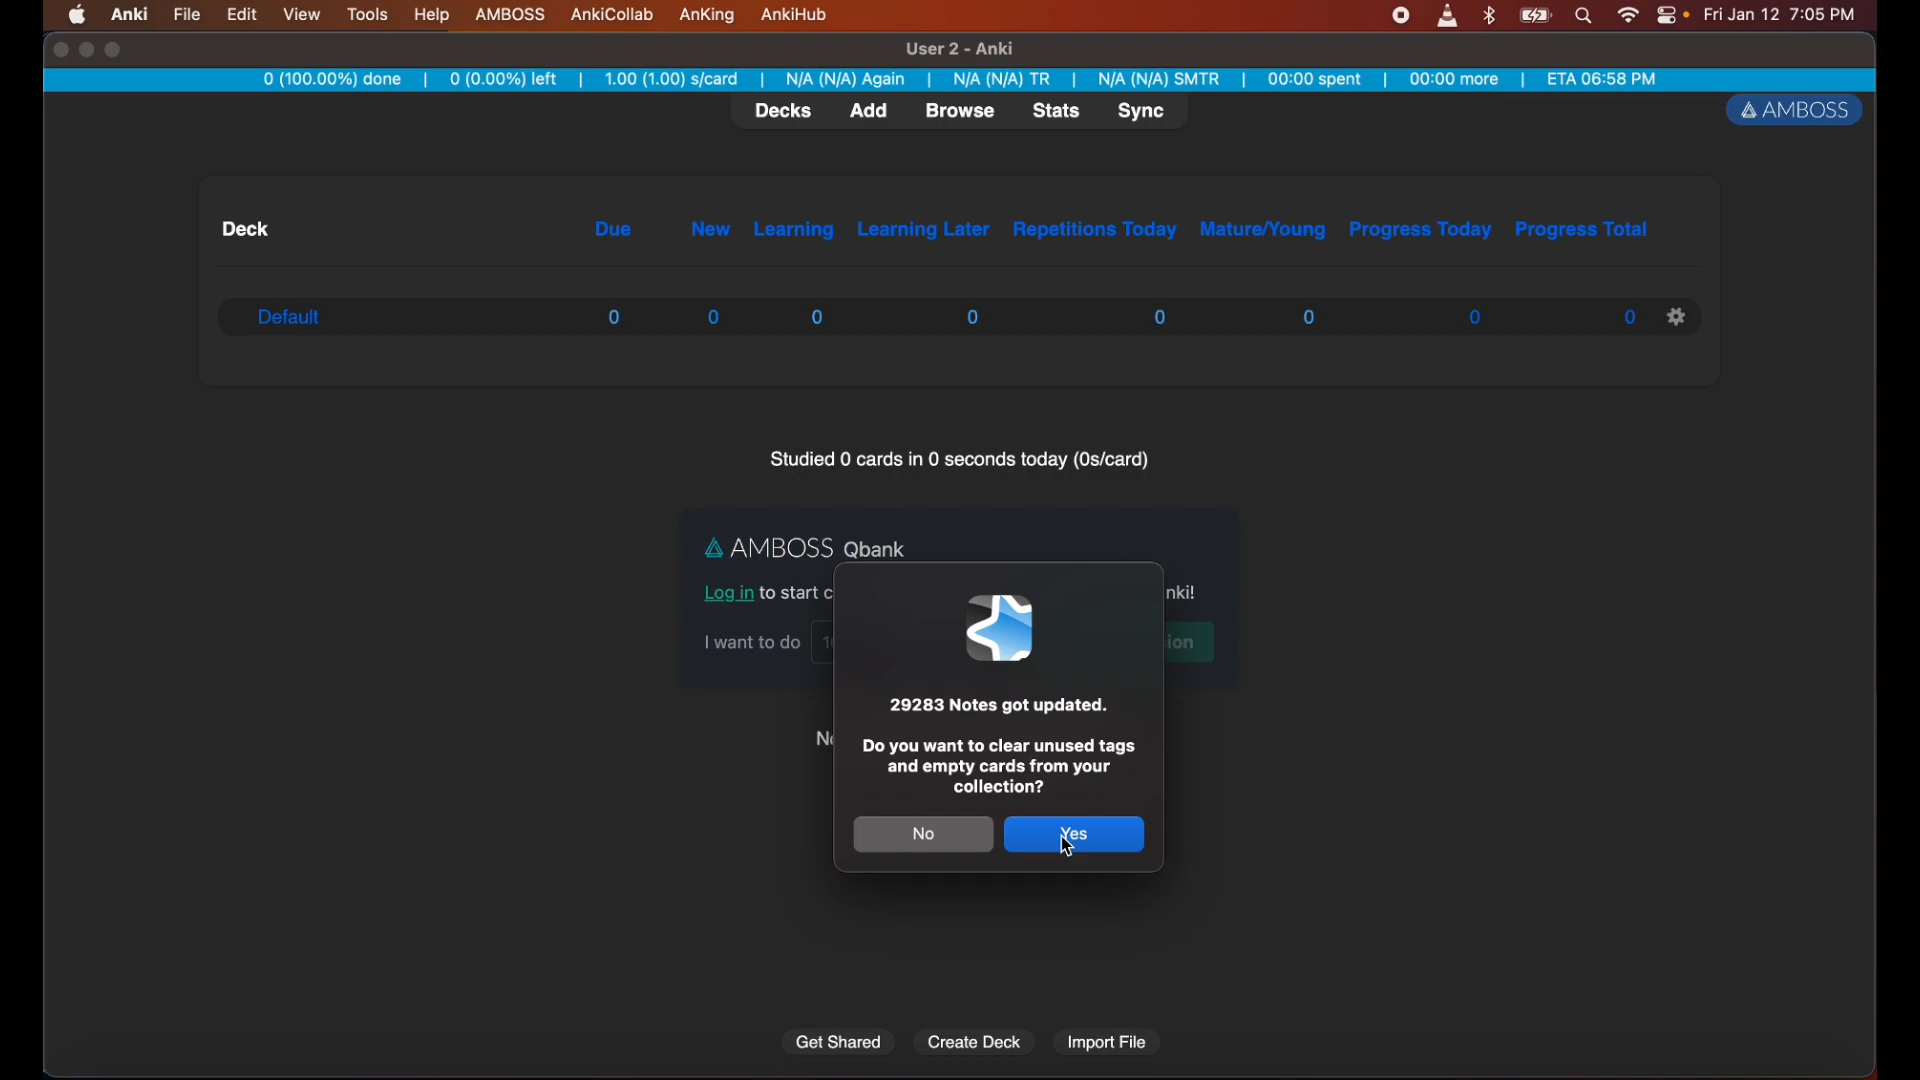 Anki File Edit View Tools Help AMBOSS AnkiCollab AnKing AnkiHub Fri Jan 12 7:05 PM
User 2 - Anki
0 (100.00%) done | 0 (0.00%) left | 1.00 (1.00) s/card | N/A (N/A) Again | N/A (N/A) TR | N/A (N/A) SMTR | 00:00 spent | 00:00 more | ETA 06:58 PM
Decks Add Browse Stats Sync
AMBOSS
Deck Due New Learning Learning Later Repetitions Today Mature/Young Progress Today Progress Total
Default 0 0 0 0 0 0 0 0
Studied 0 cards in 0 seconds today (0s/card)
AMBOSS Qbank
Log in to start
I want to do
29283 Notes got updated.
Do you want to clear unused tags
and empty cards from your
collection?
No Yes
Get Shared Create Deck Import File